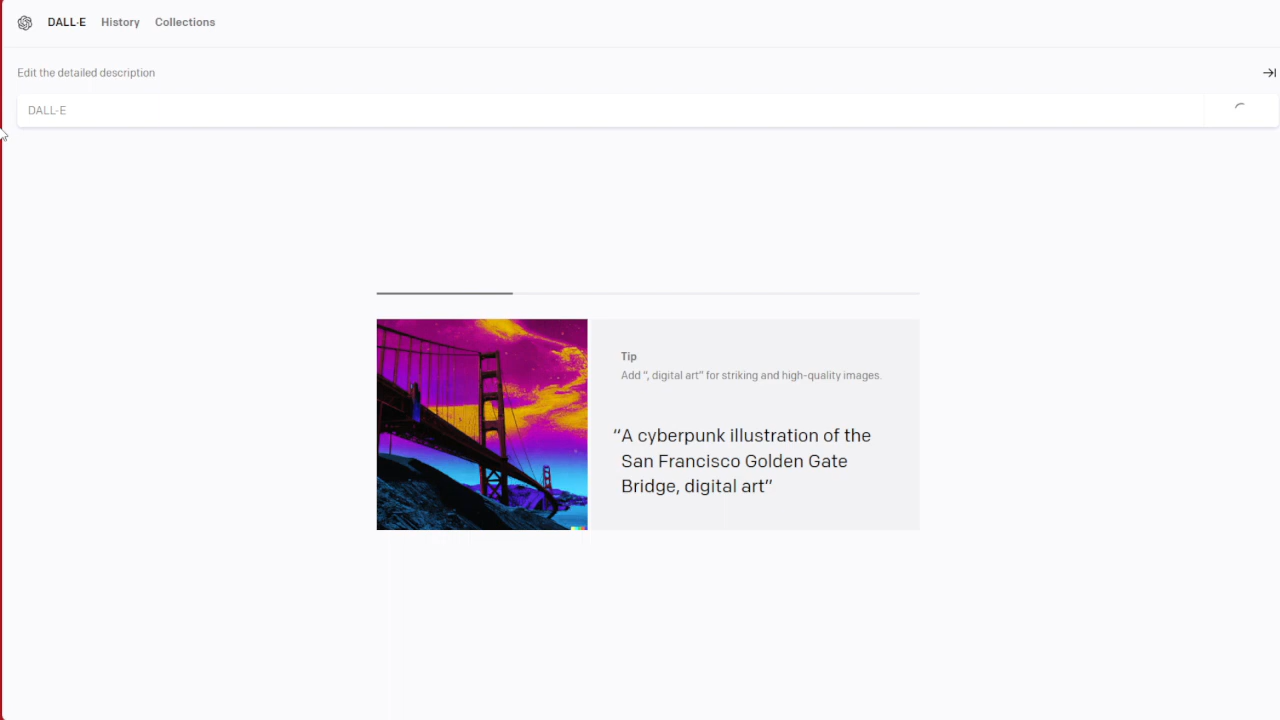 DALL·E History Collections
Edit the detailed description
DALL-E
Tip
Add “, digital art” for striking and high-quality images.
“A cyberpunk illustration of the
San Francisco Golden Gate
Bridge, digital art”